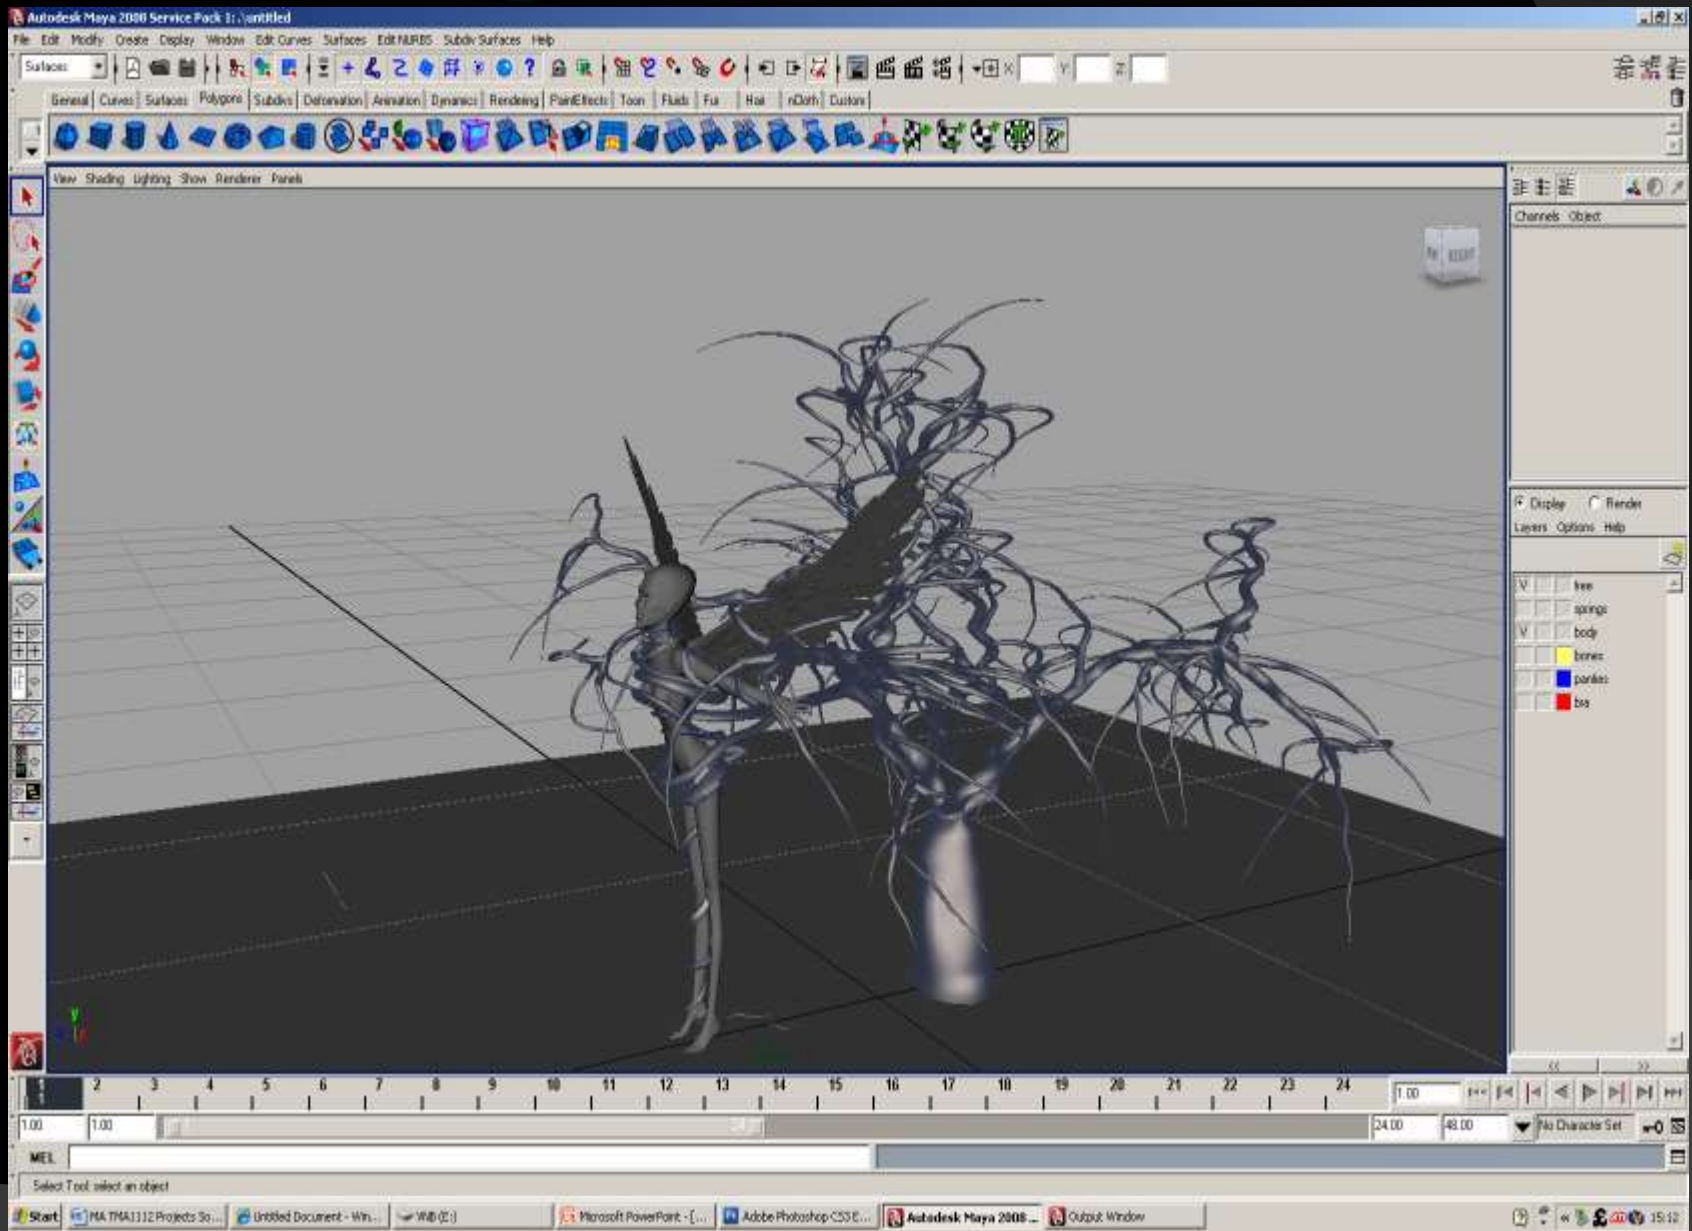 Autodesk Maya 2008 Service Pack 1: .\untitled
File Edit Modify Create Display Window Edit Curves Surfaces Edit NURBS Subdiv Surfaces Help
Surfaces X Y Z
General Curves Surfaces Polygons Subdivs Deformation Animation Dynamics Rendering PaintEffects Toon Fluids Fur Hair nCloth Custom
View Shading Lighting Show Renderer Panels
Channels Object
RIGHT
Display Render
Layers Options Help
V tree
springs
V body
bones
panties
bra
y
2 3 4 5 6 7 8 9 10 11 12 13 14 15 16 17 18 19 20 21 22 23 24 1.00
1.00 1.00 24.00 48.00 No Character Set
MEL
Select Tool: select an object
Start MA TMA1112 Projects So... Untitled Document - Win... (E:) Microsoft PowerPoint - [... Adobe Photoshop CS3 E... Autodesk Maya 2008 ... Output Window 15:12